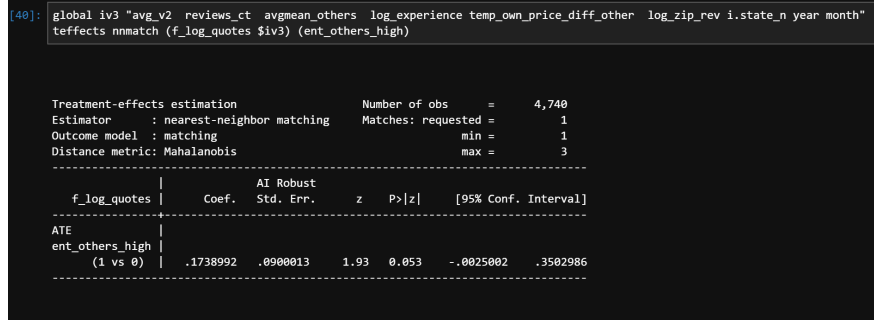 [40]: global iv3 "avg_v2  reviews_ct  avgmean_others  log_experience temp_own_price_diff_other  log_zip_rev i.state_n year month"
teffects nnmatch (f_log_quotes $iv3) (ent_others_high)
Treatment-effects estimation                   Number of obs      =      4,740
Estimator      : nearest-neighbor matching     Matches: requested =          1
Outcome model  : matching                                     min =          1
Distance metric: Mahalanobis                                  max =          3
------------------------------------------------------------------------------
             |              AI Robust
f_log_quotes |      Coef.   Std. Err.      z    P>|z|     [95% Conf. Interval]
-------------+----------------------------------------------------------------
ATE          |
ent_others_high |
(1 vs 0)  |   .1738992   .0900013     1.93   0.053    -.0025002    .3502986
------------------------------------------------------------------------------